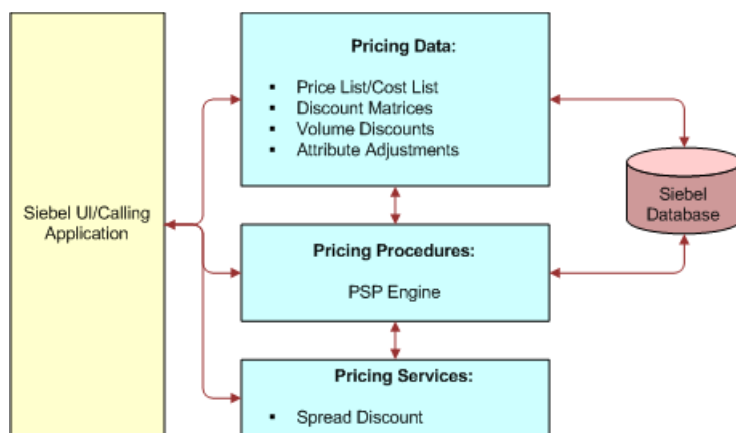 Siebel UI/Calling
Application
Pricing Data:
▪ Price List/Cost List
▪ Discount Matrices
▪ Volume Discounts
▪ Attribute Adjustments
Siebel
Database
Pricing Procedures:
PSP Engine
Pricing Services:
▪ Spread Discount